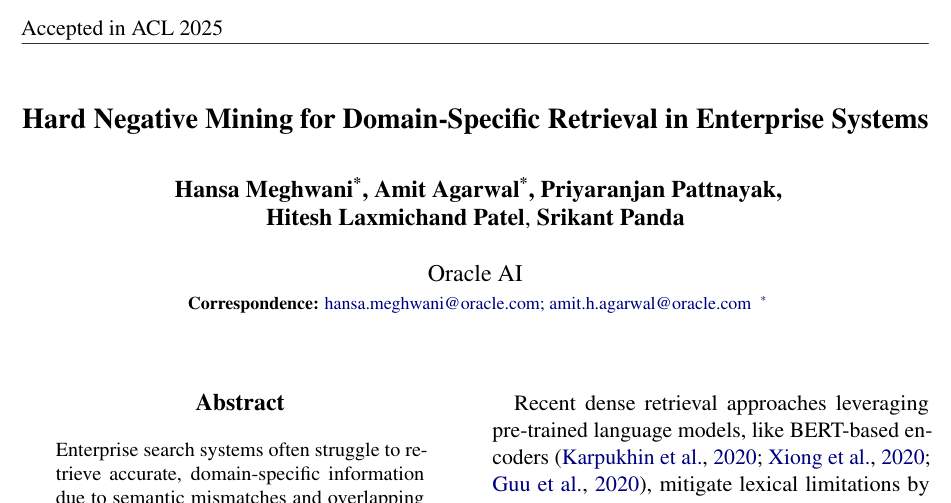 Accepted in ACL 2025
Hard Negative Mining for Domain-Specific Retrieval in Enterprise Systems
Hansa Meghwani*, Amit Agarwal*, Priyaranjan Pattnayak,
Hitesh Laxmichand Patel, Srikant Panda
Oracle AI
Correspondence: hansa.meghwani@oracle.com; amit.h.agarwal@oracle.com *
Abstract
Enterprise search systems often struggle to re-
trieve accurate, domain-specific information
due to semantic mismatches and overlapping
Recent dense retrieval approaches leveraging
pre-trained language models, like BERT-based en-
coders (Karpukhin et al., 2020; Xiong et al., 2020;
Guu et al., 2020), mitigate lexical limitations by